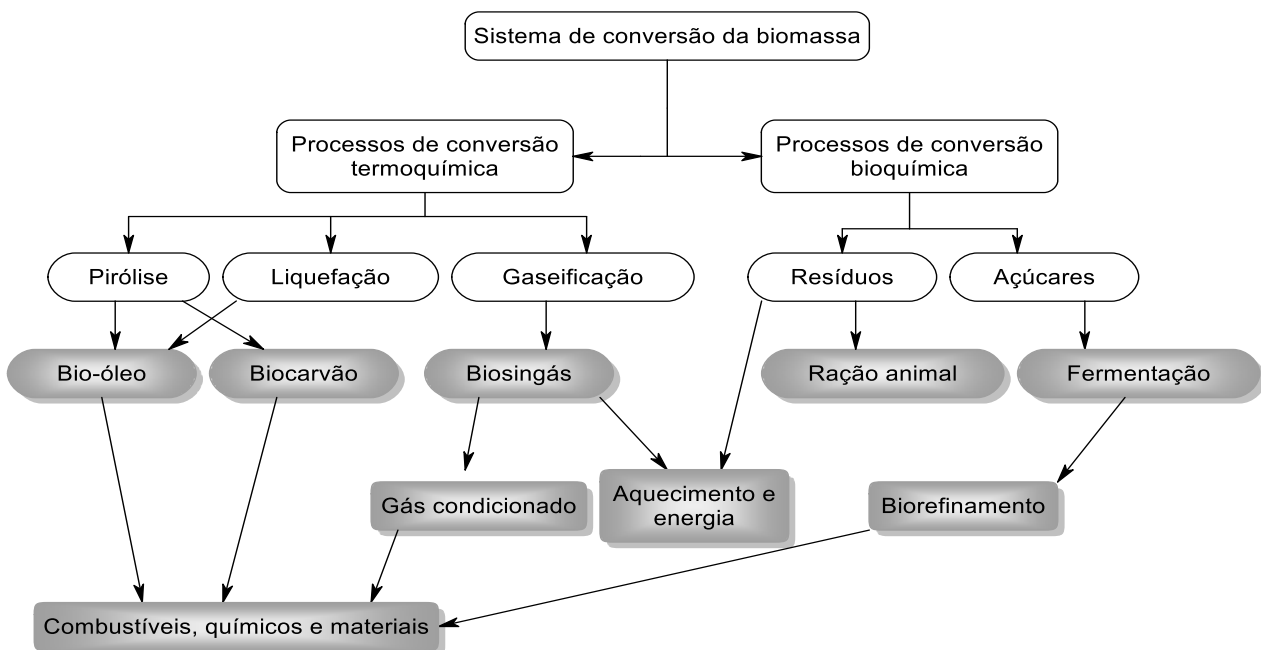 Sistema de conversão da biomassa
Processos de conversão
termoquímica
Processos de conversão
bioquímica
Pirólise
Liquefação
Gaseificação
Resíduos
Açúcares
Bio-óleo
Biocarvão
Biosingás
Ração animal
Fermentação
Gás condicionado
Aquecimento e
energia
Biorefinamento
Combustíveis, químicos e materiais